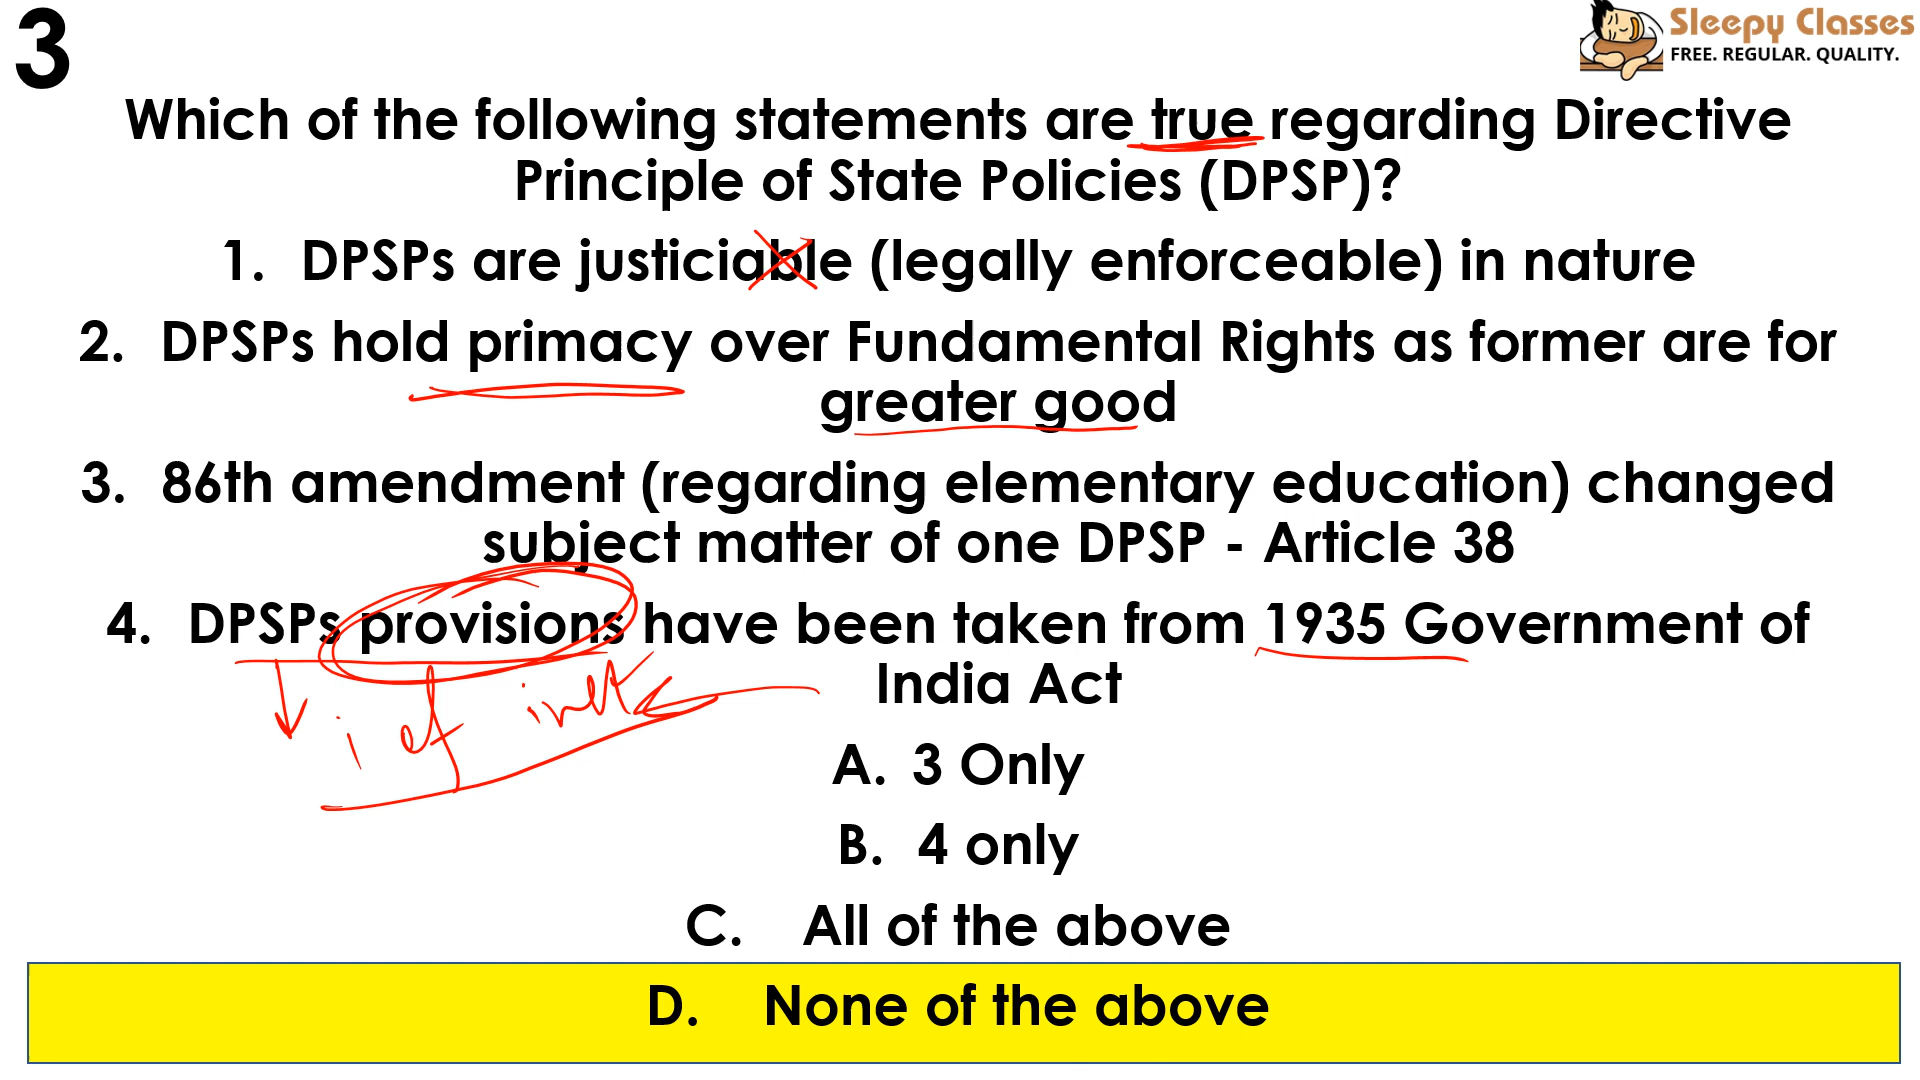 3
Sleepy Classes
FREE. REGULAR. QUALITY.
Which of the following statements are true regarding Directive
Principle of State Policies (DPSP)?
1. DPSPs are justiciable (legally enforceable) in nature
2. DPSPs hold primacy over Fundamental Rights as former are for
greater good
3. 86th amendment (regarding elementary education) changed
subject matter of one DPSP - Article 38
4. DPSPs provisions have been taken from 1935 Government of
India Act
A. 3 Only
B. 4 only
C. All of the above
D. None of the above